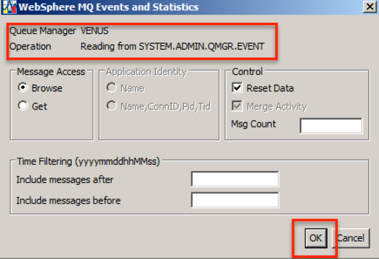 WebSphere MQ Events and Statistics
Queue Manager VENUS
Operation Reading from SYSTEM.ADMIN.QMGR.EVENT
Message Access
Browse
Get
Application Identity
Name
Name,ConnID,Pid,Tid
Control
Reset Data
Merge Activity
Msg Count
Time Filtering (yyyymmddhhMMss)
Include messages after
Include messages before
OK Cancel